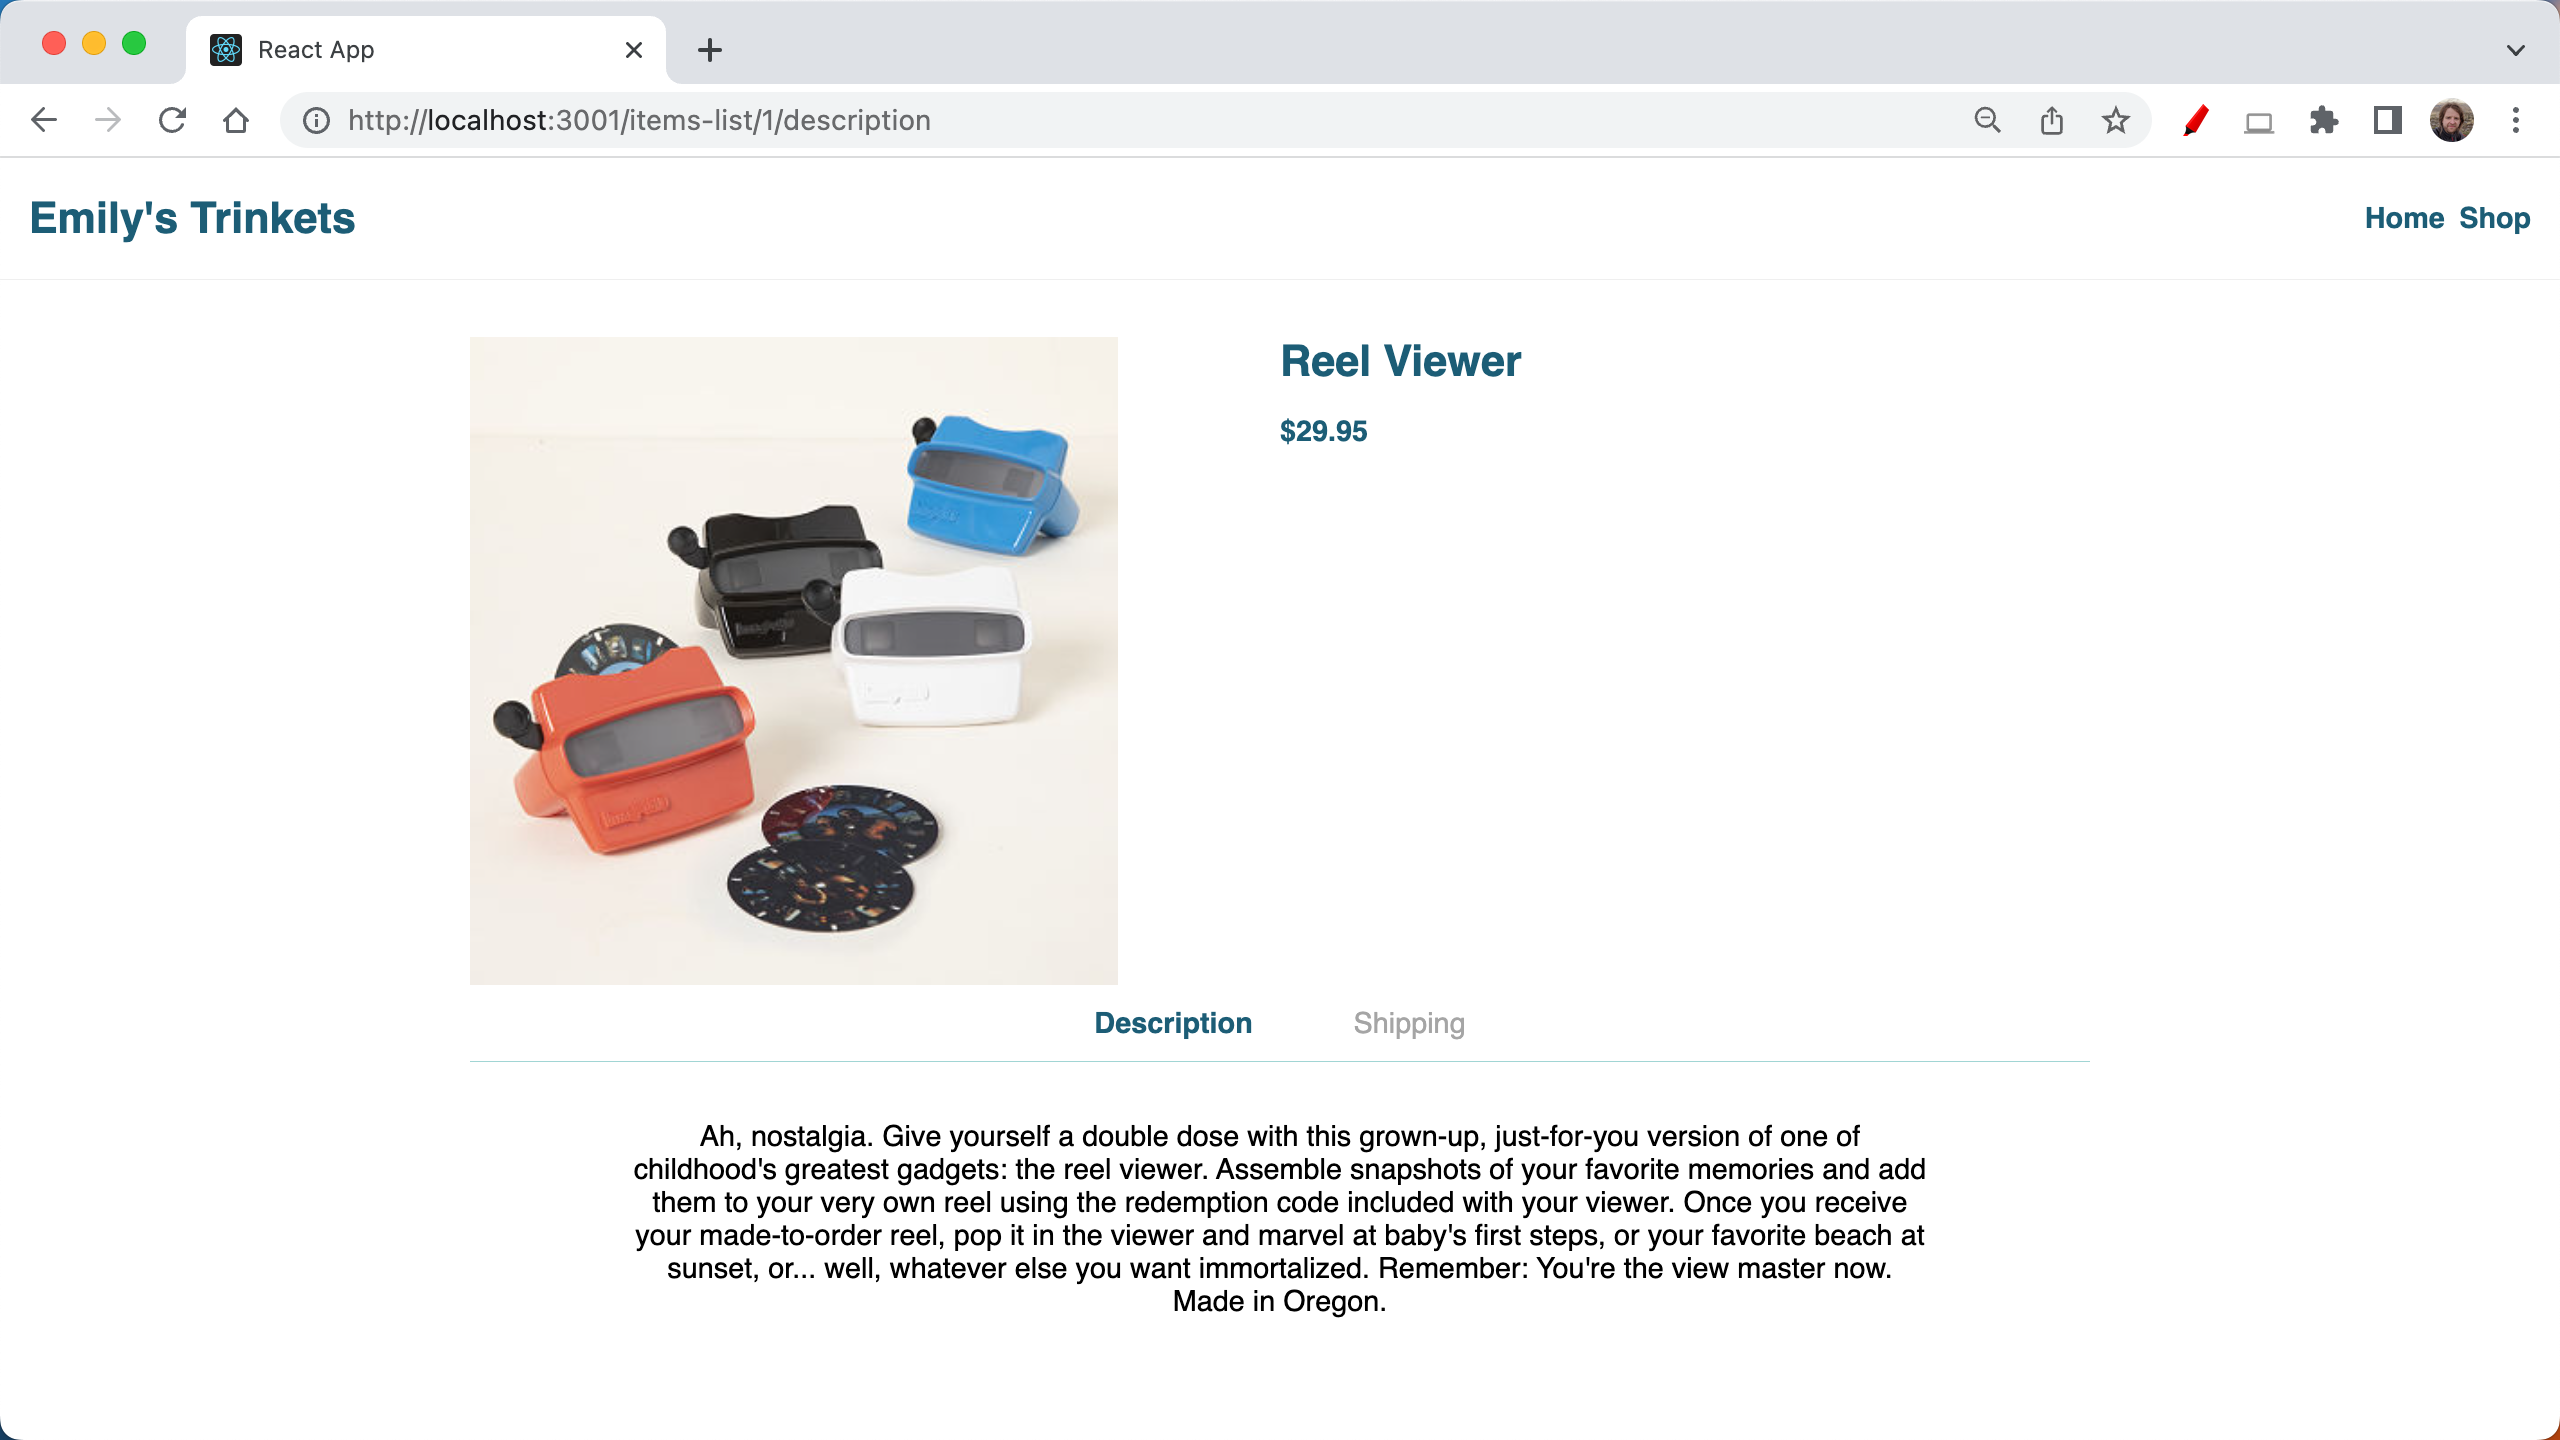 React App
http://localhost:3001/items-list/1/description
Emily's Trinkets
Home Shop
Reel Viewer
$29.95
Description Shipping
Ah, nostalgia. Give yourself a double dose with this grown-up, just-for-you version of one of
childhood's greatest gadgets: the reel viewer. Assemble snapshots of your favorite memories and add
them to your very own reel using the redemption code included with your viewer. Once you receive
your made-to-order reel, pop it in the viewer and marvel at baby's first steps, or your favorite beach at
sunset, or... well, whatever else you want immortalized. Remember: You're the view master now.
Made in Oregon.